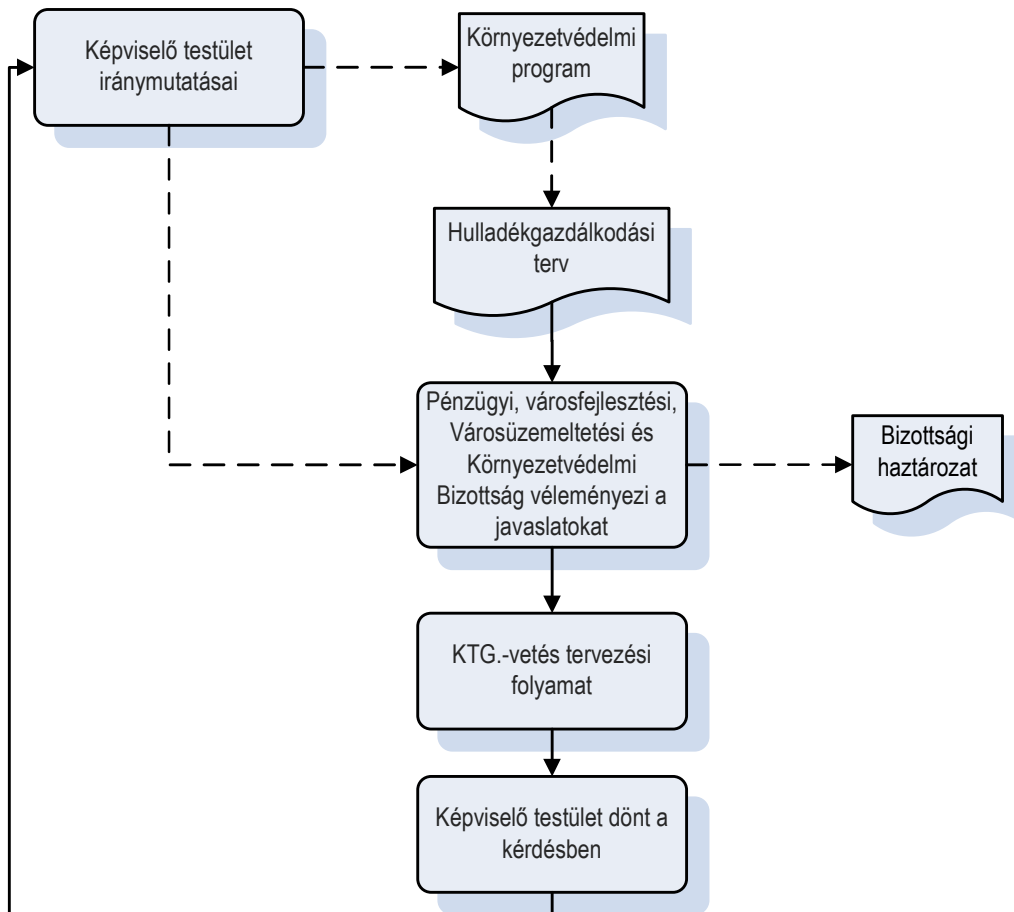 Képviselő testület
iránymutatásai
Környezetvédelmi
program
Hulladékgazdálkodási
terv
Pénzügyi, városfejlesztési,
Városüzemeltetési és
Környezetvédelmi
Bizottság véleményezi a
javaslatokat
Bizottsági
haztározat
KTG.-vetés tervezési
folyamat
Képviselő testület dönt a
kérdésben